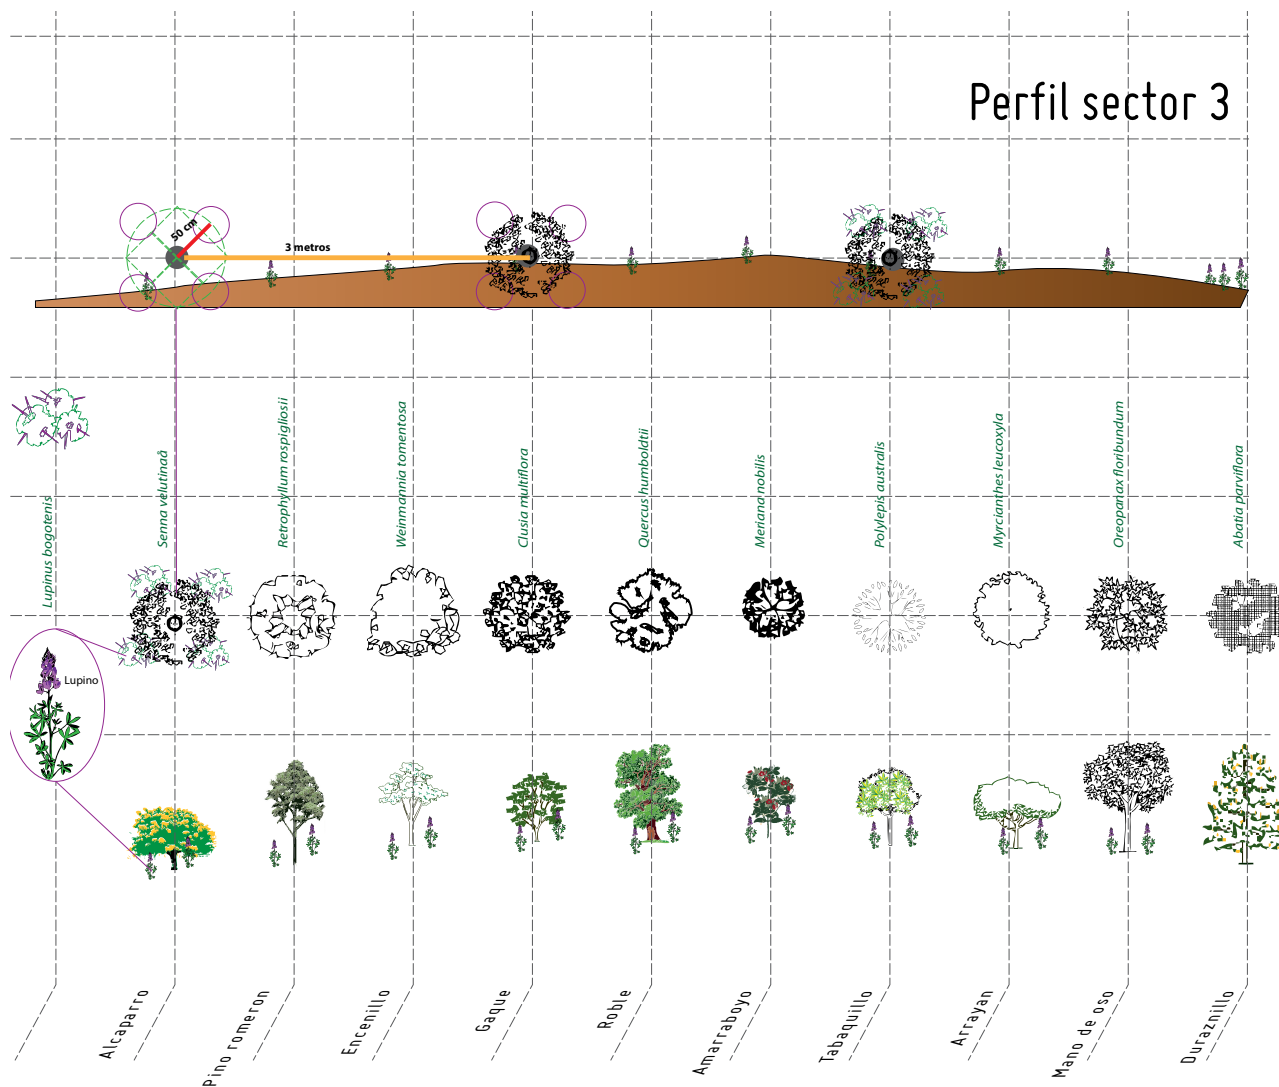 Perfil sector 3
50 cm
3 metros
Lupinus bogotenis
Senna velutinaå
Retrophyllum rospigliosii
Weinmannia tomentosa
Clusia multiflora
Quercus humboldtii
Meriana nobilis
Polylepis australis
Myrcianthes leucoxyla
Oreopanax floribundum
Abatia parviflora
Lupino
Alcaparro
Pino romeron
Encenillo
Gaque
Roble
Amarraboyo
Tabaquillo
Arrayan
Mano de oso
Duraznillo